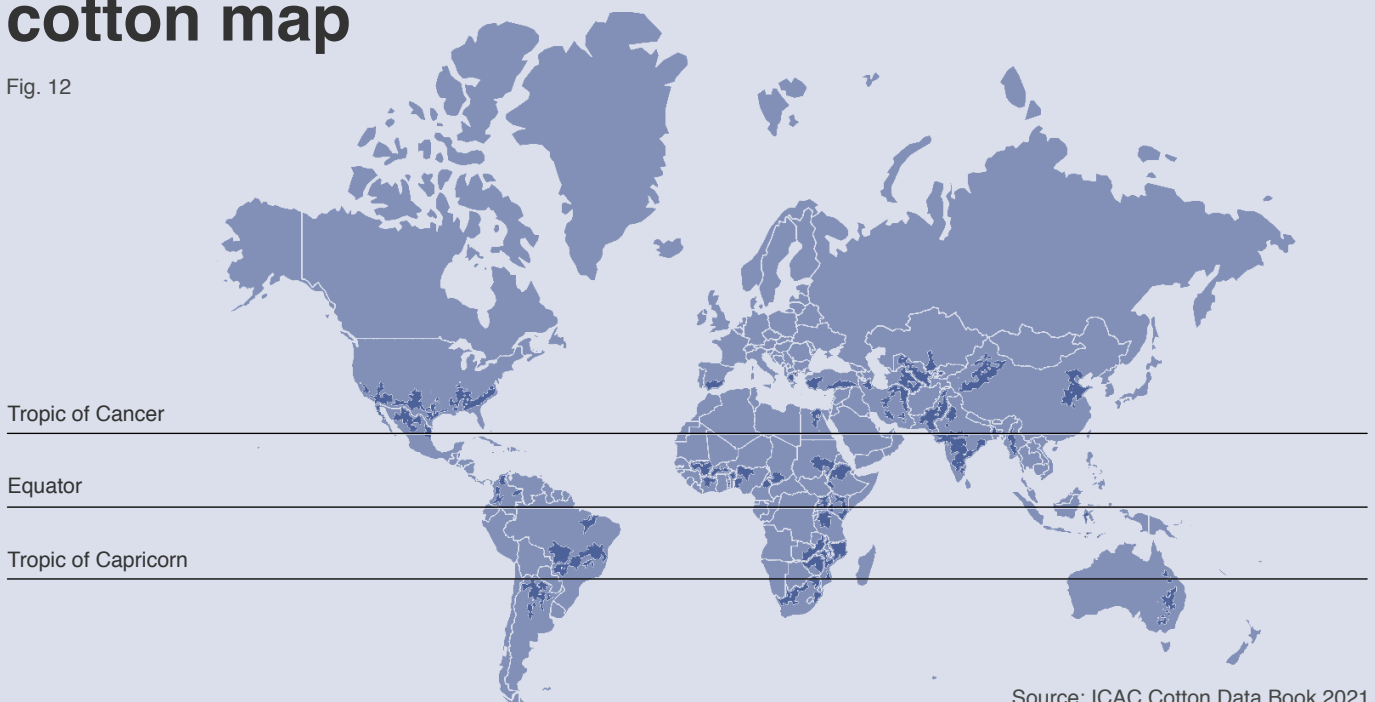 cotton map
Fig. 12
Tropic of Cancer
Equator
Tropic of Capricorn
Source: ICAC Cotton Data Book 2021